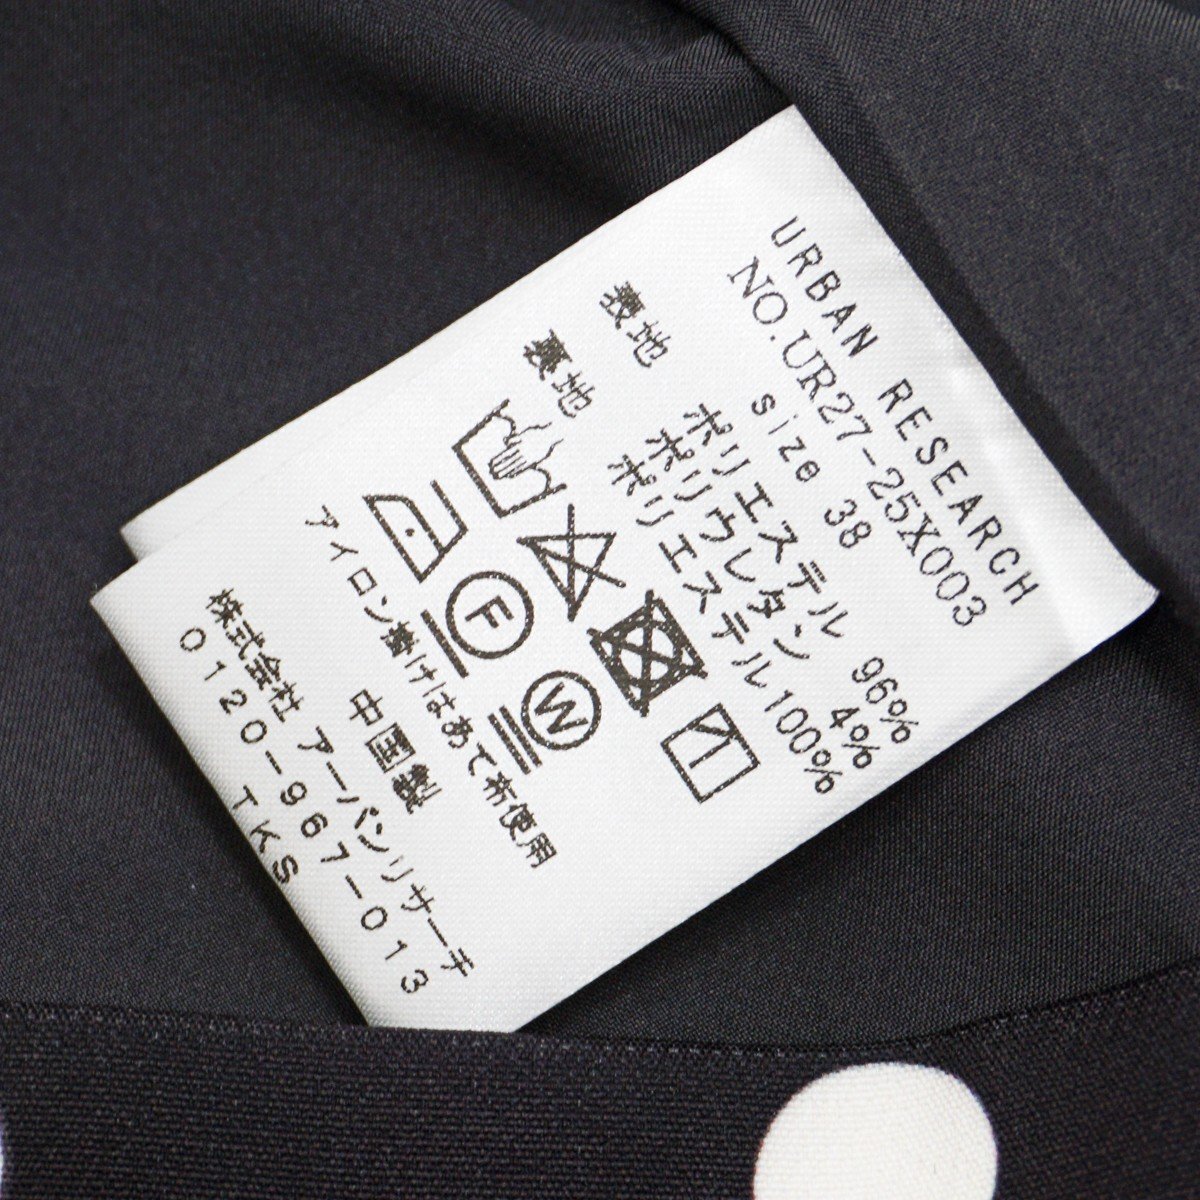 URBAN RESEARCH
NO.UR27-25X003
size 38
表地
ポリエステル 96%
ポリウレタン 4%
裏地
ポリエステル100%
F
W
アイロン掛けはあて布使用
中国製
株式会社 アーバンリサーチ
0120-967-013
TKS